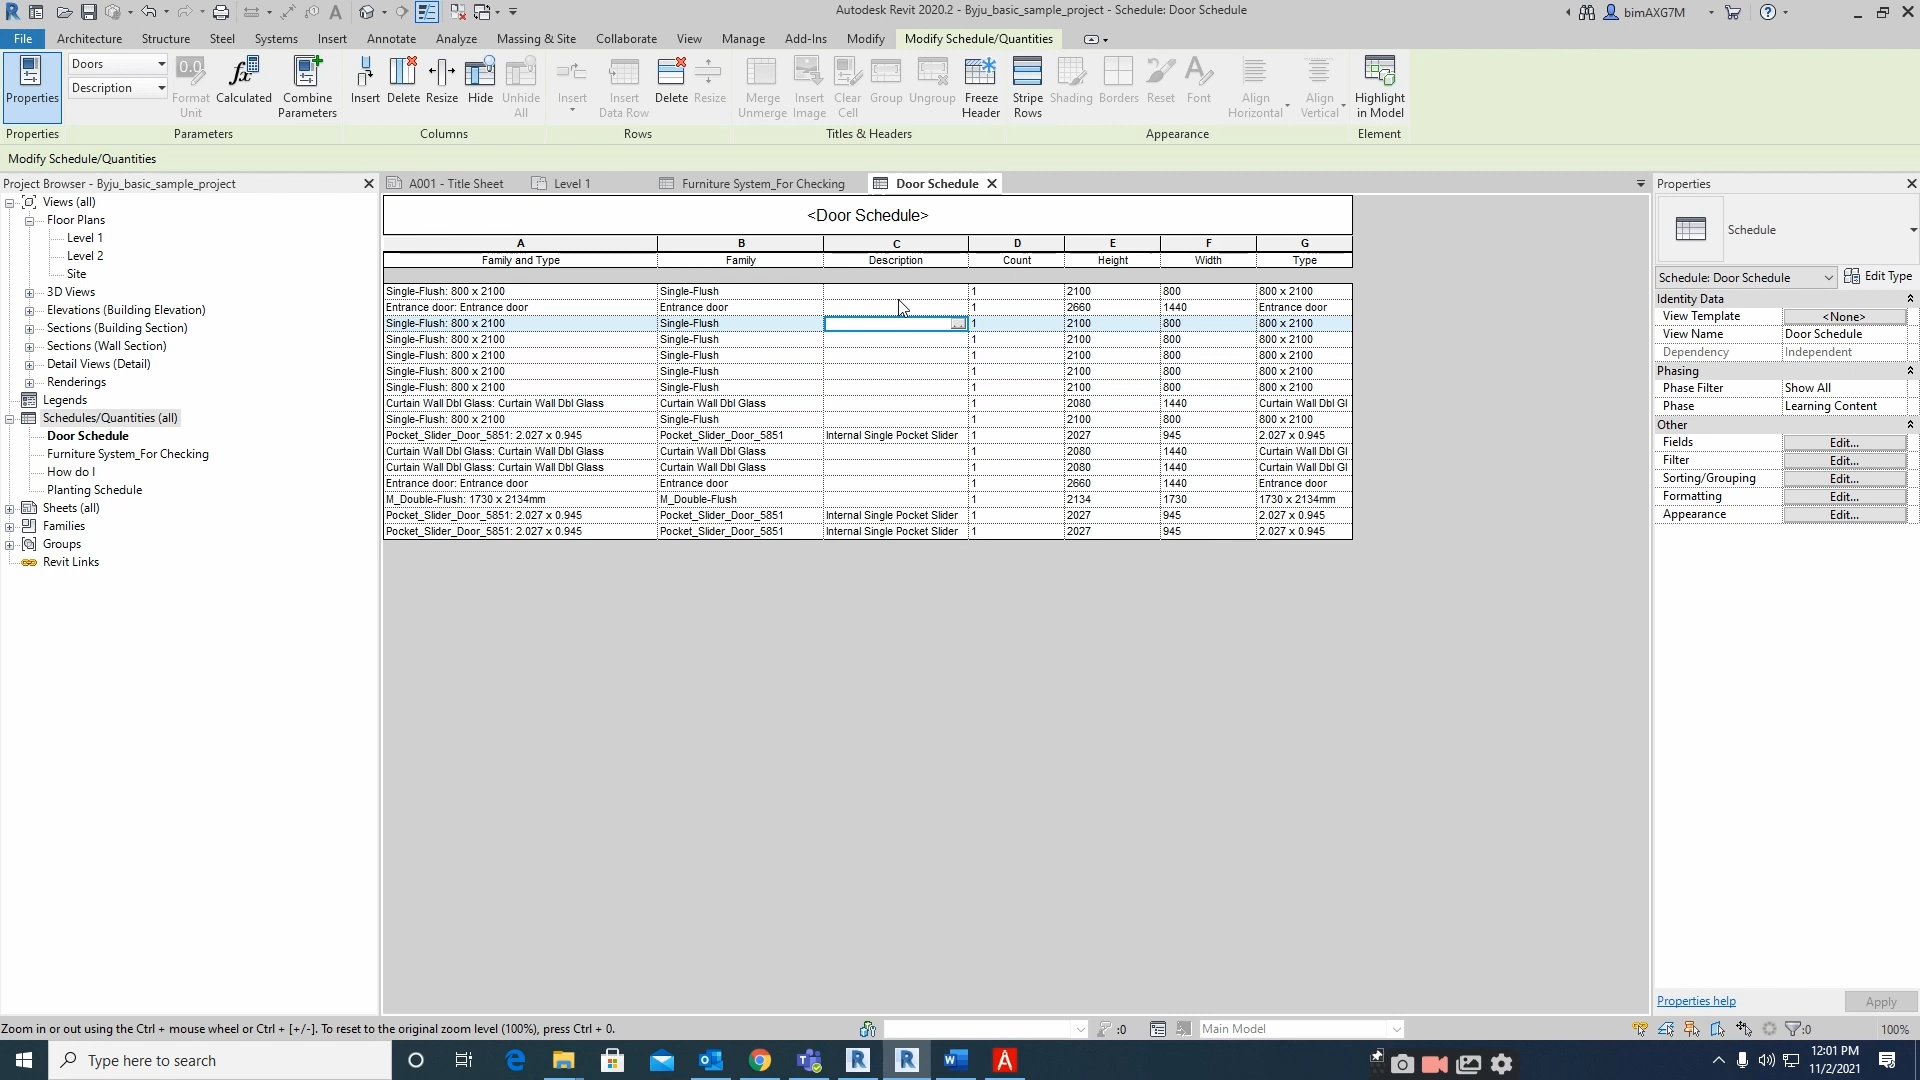 Autodesk Revit 2020.2 - Byju_basic_sample_project - Schedule: Door Schedule
bimAXG7M
File Architecture Structure Steel Systems Insert Annotate Analyze Massing & Site Collaborate View Manage Add-Ins Modify Modify Schedule/Quantities
Properties
Doors
Description
Format Unit
Calculated
Combine Parameters
Insert Delete Resize Hide Unhide All
Insert
Insert Data Row
Delete Resize
Merge Unmerge
Insert Image
Clear Cell
Group Ungroup
Freeze Header
Stripe Rows
Shading Borders Reset Font
Align Horizontal
Align Vertical
Highlight in Model
Properties Parameters Columns Rows Titles & Headers Appearance Element
Modify Schedule/Quantities
Project Browser - Byju_basic_sample_project
Views (all)
Floor Plans
Level 1
Level 2
Site
3D Views
Elevations (Building Elevation)
Sections (Building Section)
Sections (Wall Section)
Detail Views (Detail)
Renderings
Legends
Schedules/Quantities (all)
Door Schedule
Furniture System_For Checking
How do I
Planting Schedule
Sheets (all)
Families
Groups
Revit Links
A001 - Title Sheet Level 1 Furniture System_For Checking Door Schedule
<Door Schedule>
A B C D E F G
Family and Type Family Description Count Height Width Type
Single-Flush: 800 x 2100 Single-Flush 1 2100 800 800 x 2100
Entrance door: Entrance door Entrance door 1 2660 1440 Entrance door
Single-Flush: 800 x 2100 Single-Flush 1 2100 800 800 x 2100
Single-Flush: 800 x 2100 Single-Flush 1 2100 800 800 x 2100
Single-Flush: 800 x 2100 Single-Flush 1 2100 800 800 x 2100
Single-Flush: 800 x 2100 Single-Flush 1 2100 800 800 x 2100
Single-Flush: 800 x 2100 Single-Flush 1 2100 800 800 x 2100
Curtain Wall Dbl Glass: Curtain Wall Dbl Glass Curtain Wall Dbl Glass 1 2080 1440 Curtain Wall Dbl Gl
Single-Flush: 800 x 2100 Single-Flush 1 2100 800 800 x 2100
Pocket_Slider_Door_5851: 2.027 x 0.945 Pocket_Slider_Door_5851 Internal Single Pocket Slider 1 2027 945 2.027 x 0.945
Curtain Wall Dbl Glass: Curtain Wall Dbl Glass Curtain Wall Dbl Glass 1 2080 1440 Curtain Wall Dbl Gl
Curtain Wall Dbl Glass: Curtain Wall Dbl Glass Curtain Wall Dbl Glass 1 2080 1440 Curtain Wall Dbl Gl
Entrance door: Entrance door Entrance door 1 2660 1440 Entrance door
M_Double-Flush: 1730 x 2134mm M_Double-Flush 1 2134 1730 1730 x 2134mm
Pocket_Slider_Door_5851: 2.027 x 0.945 Pocket_Slider_Door_5851 Internal Single Pocket Slider 1 2027 945 2.027 x 0.945
Pocket_Slider_Door_5851: 2.027 x 0.945 Pocket_Slider_Door_5851 Internal Single Pocket Slider 1 2027 945 2.027 x 0.945
Properties
Schedule
Schedule: Door Schedule Edit Type
Identity Data
View Template <None>
View Name Door Schedule
Dependency Independent
Phasing
Phase Filter Show All
Phase Learning Content
Other
Fields Edit...
Filter Edit...
Sorting/Grouping Edit...
Formatting Edit...
Appearance Edit...
Properties help Apply
Zoom in or out using the Ctrl + mouse wheel or Ctrl + [+/-]. To reset to the original zoom level (100%), press Ctrl + 0.
:0
Main Model
:0
100%
Type here to search
12:01 PM
11/2/2021